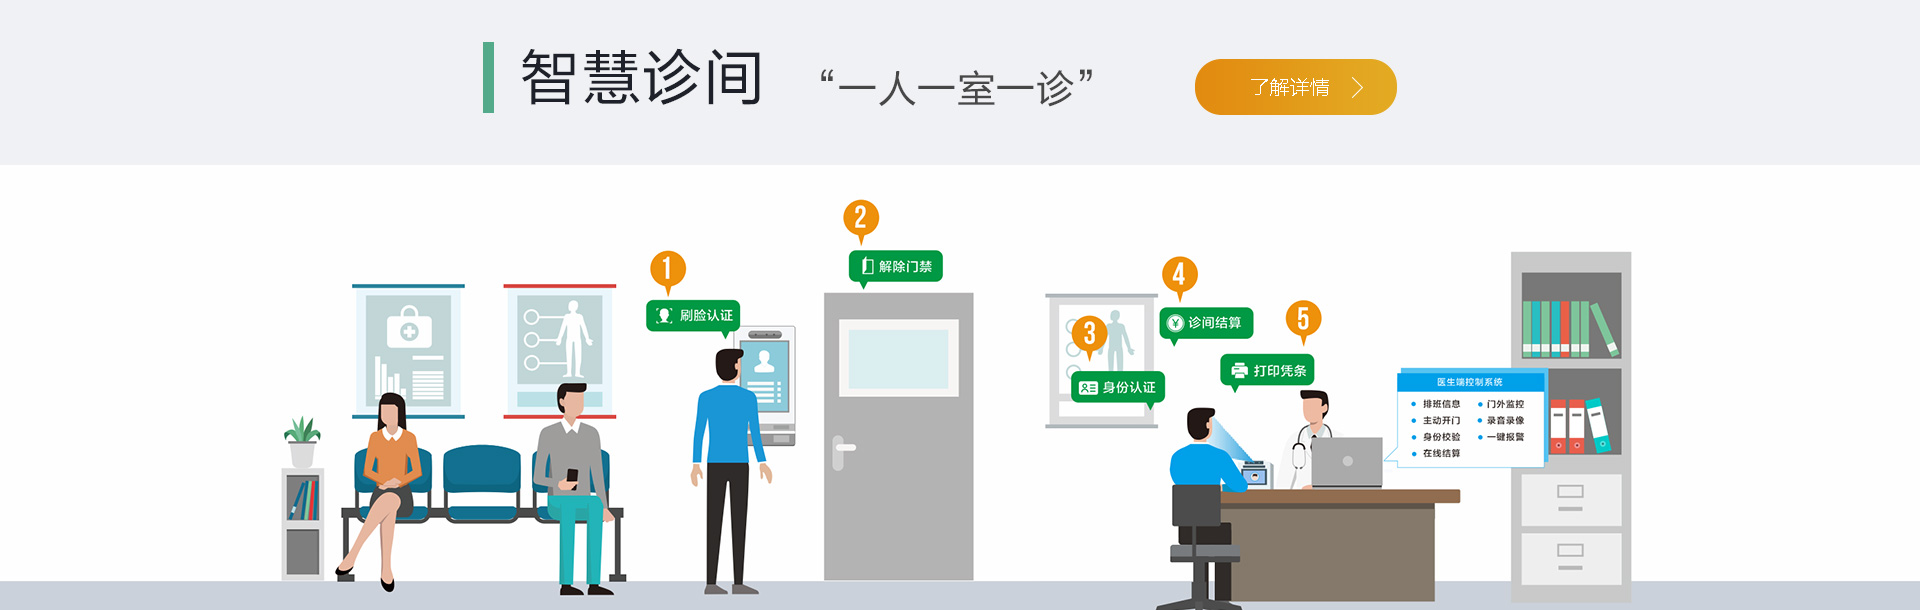 智慧诊间
“一人一室一诊”
了解详情
1
刷脸认证
2
解除门禁
3
身份认证
4
诊间结算
5
打印凭条
医生端控制系统
排班信息
门外监控
主动开门
录音录像
身份校验
一键报警
在线结算